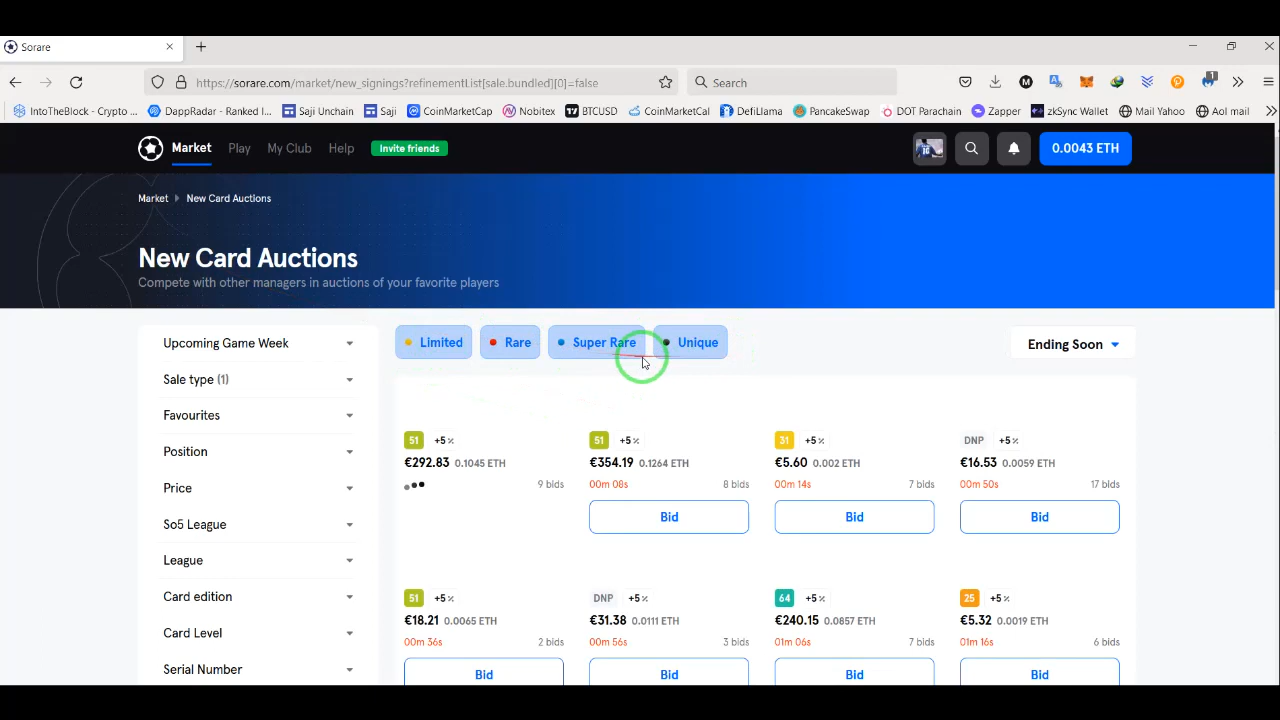 Sorare
https://sorare.com/market/new_signings?refinementList[sale.bundled][0]=false
Search
1
IntoTheBlock - Crypto ...
DappRadar - Ranked l...
Saji Unchain
Saji
CoinMarketCap
Nobitex
BTCUSD
CoinMarketCal
DefiLlama
PancakeSwap
DOT Parachain
Zapper
zkSync Wallet
Mail Yahoo
Aol mail
Market Play My Club Help Invite friends
0.0043 ETH
Market New Card Auctions
New Card Auctions
Compete with other managers in auctions of your favorite players
Upcoming Game Week
Sale type (1)
Favourites
Position
Price
So5 League
League
Card edition
Card Level
Serial Number
Limited Rare Super Rare Unique
Ending Soon
51 +5%
€292.83 0.1045 ETH
9 bids
51 +5%
€354.19 0.1264 ETH
00m 08s 8 bids
Bid
31 +5%
€5.60 0.002 ETH
00m 14s 7 bids
Bid
DNP +5%
€16.53 0.0059 ETH
00m 50s 17 bids
Bid
51 +5%
€18.21 0.0065 ETH
00m 36s 2 bids
Bid
DNP +5%
€31.38 0.0111 ETH
00m 56s 3 bids
Bid
64 +5%
€240.15 0.0857 ETH
01m 06s 7 bids
Bid
25 +5%
€5.32 0.0019 ETH
01m 16s 6 bids
Bid